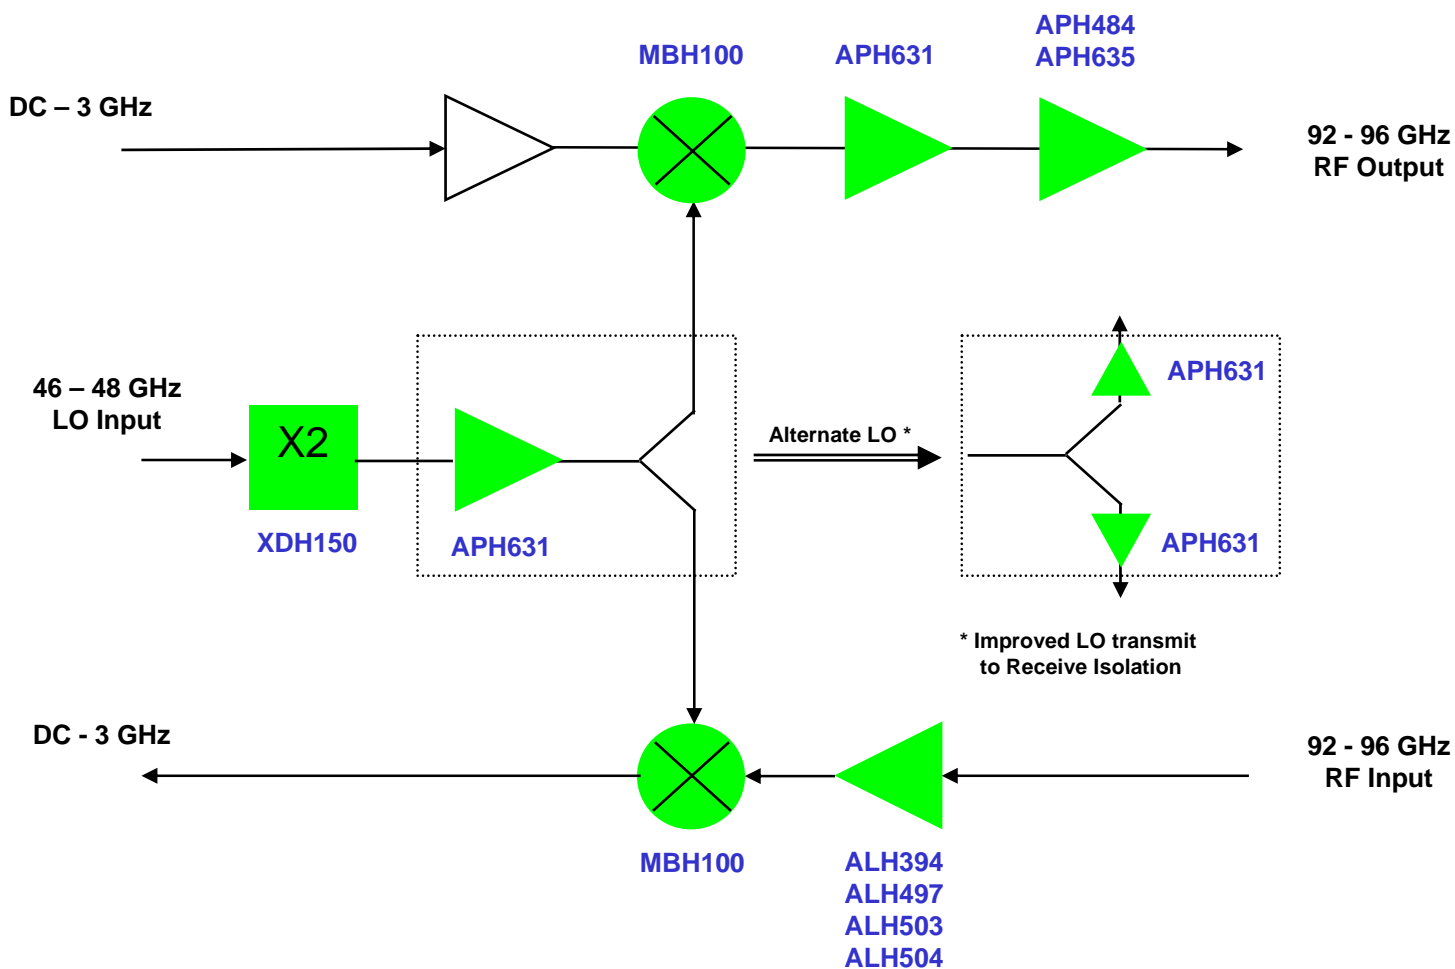 APH484
MBH100
APH631
APH635
DC – 3 GHz
92 - 96 GHz
RF Output
46 – 48 GHz
LO Input
X2
XDH150
APH631
Alternate LO *
APH631
APH631
* Improved LO transmit
to Receive Isolation
DC - 3 GHz
92 - 96 GHz
RF Input
MBH100
ALH394
ALH497
ALH503
ALH504